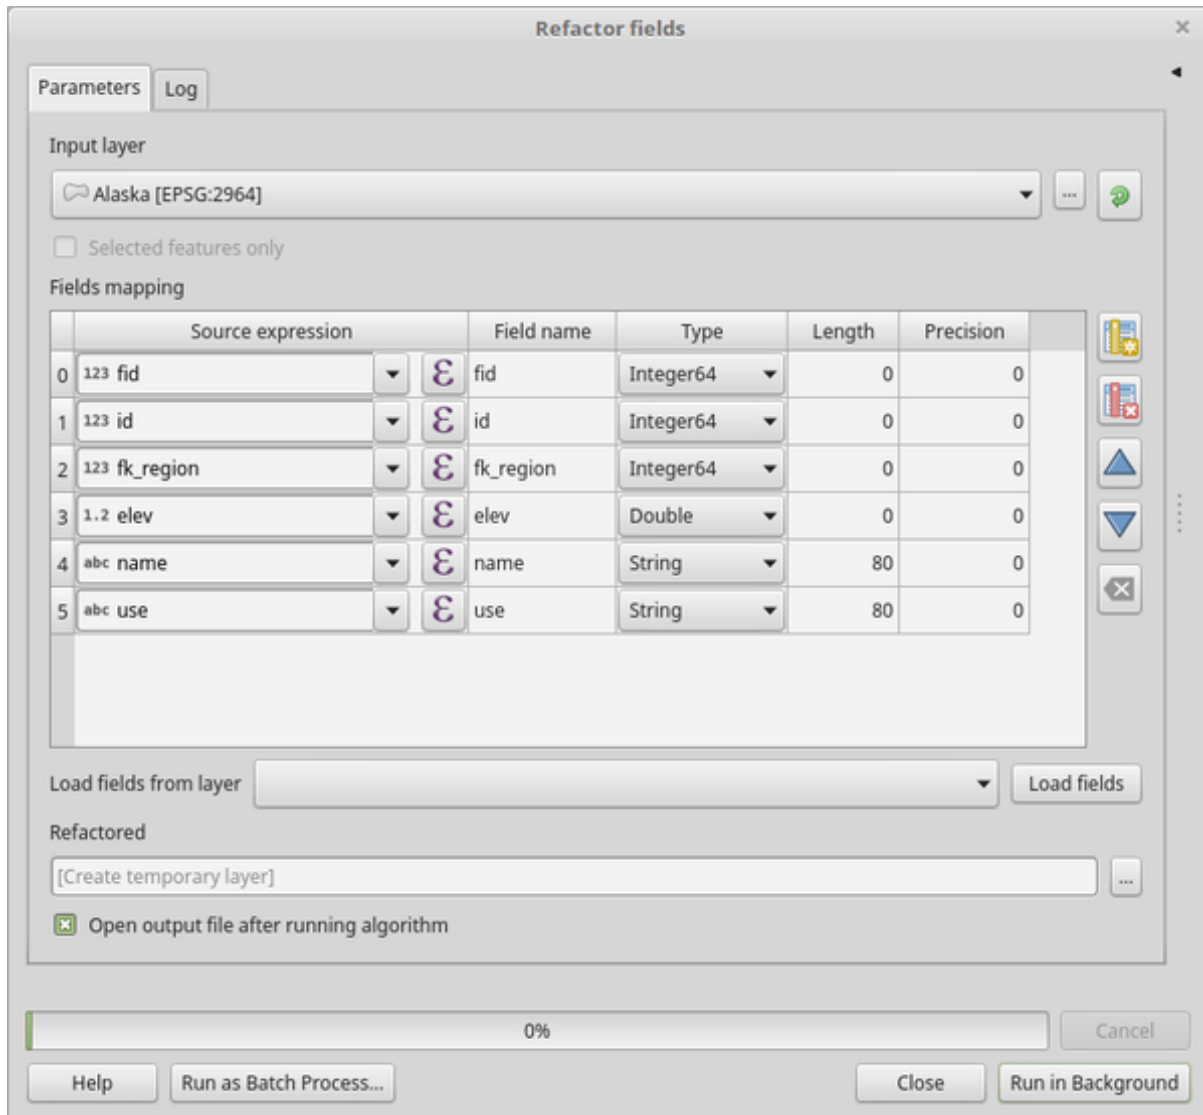 Refactor fields
Parameters Log
Input layer
Alaska [EPSG:2964] ...
Selected features only
Fields mapping
Source expression Field name Type Length Precision
0 123 fid ε fid Integer64 0 0
1 123 id ε id Integer64 0 0
2 123 fk_region ε fk_region Integer64 0 0
3 1.2 elev ε elev Double 0 0
4 abc name ε name String 80 0
5 abc use ε use String 80 0
Load fields from layer Load fields
Refactored
[Create temporary layer] ...
Open output file after running algorithm
0% Cancel
Help Run as Batch Process... Close Run in Background